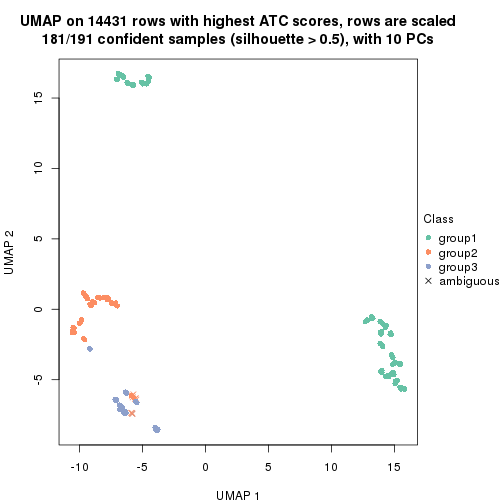 UMAP on 14431 rows with highest ATC scores, rows are scaled
181/191 confident samples (silhouette > 0.5), with 10 PCs
UMAP 2
15
10
5
0
-5
-10
-5
0
5
10
15
UMAP 1
Class
group1
group2
group3
ambiguous